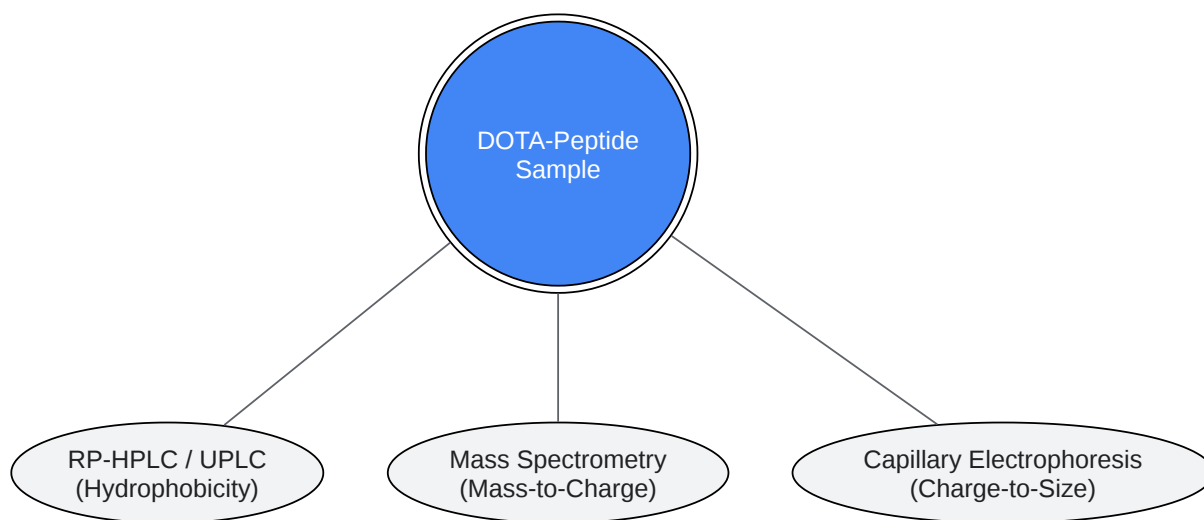 DOTA-Peptide
Sample
RP-HPLC / UPLC
(Hydrophobicity)
Mass Spectrometry
(Mass-to-Charge)
Capillary Electrophoresis
(Charge-to-Size)